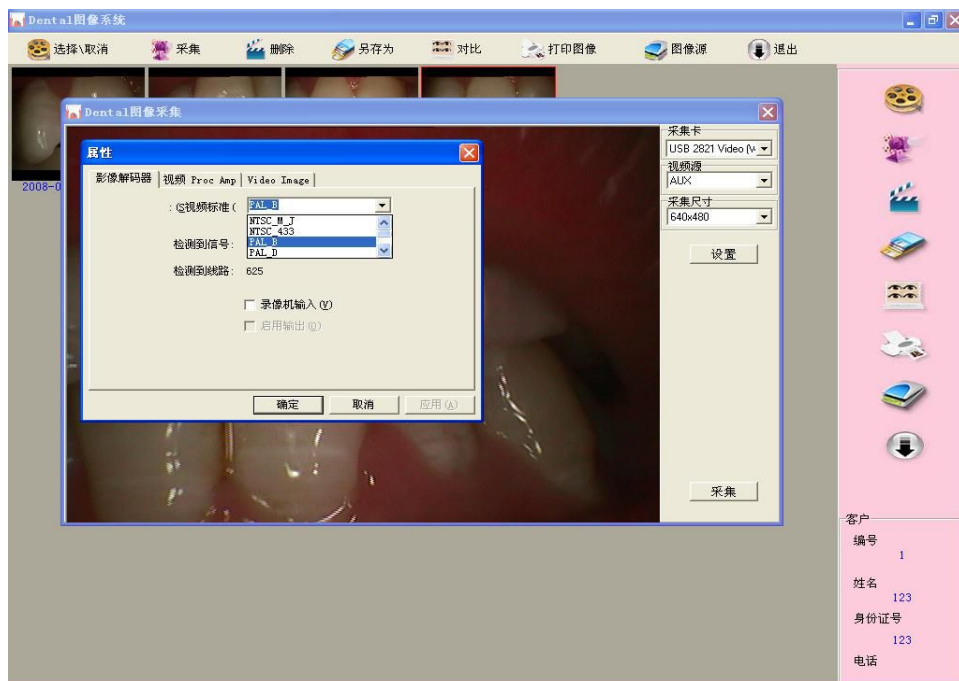 Dental图像系统
选择\取消 采集 删除 另存为 对比 打印图像 图像源 退出
2008-0
Dental图像采集
采集卡
USB 2821 Video (
视频源
AUX
采集尺寸
640x480
设置
采集
属性
影像解码器 视频 Proc Amp Video Image
:(S视频标准( PAL_B
NTSC_M_J
NTSC_433
PAL_B
PAL_D
检测到信号:
检测到线路: 625
录像机输入(V)
启用输出(O)
确定 取消 应用(A)
客户
编号
1
姓名
123
身份证号
123
电话